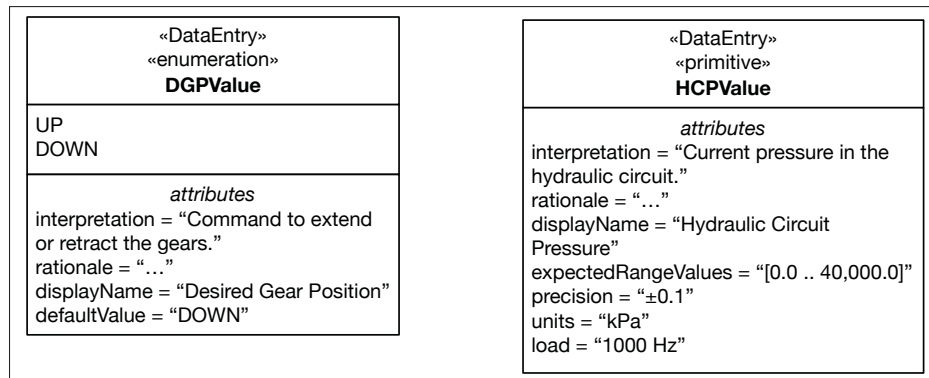 «DataEntry»
«enumeration»
DGPValue
UP
DOWN
attributes
interpretation = “Command to extend
or retract the gears.”
rationale = “…”
displayName = “Desired Gear Position”
defaultValue = “DOWN”
«DataEntry»
«primitive»
HCPValue
attributes
interpretation = “Current pressure in the
hydraulic circuit.”
rationale = “…”
displayName = “Hydraulic Circuit
Pressure”
expectedRangeValues = “[0.0 .. 40,000.0]”
precision = “±0.1”
units = “kPa”
load = “1000 Hz”